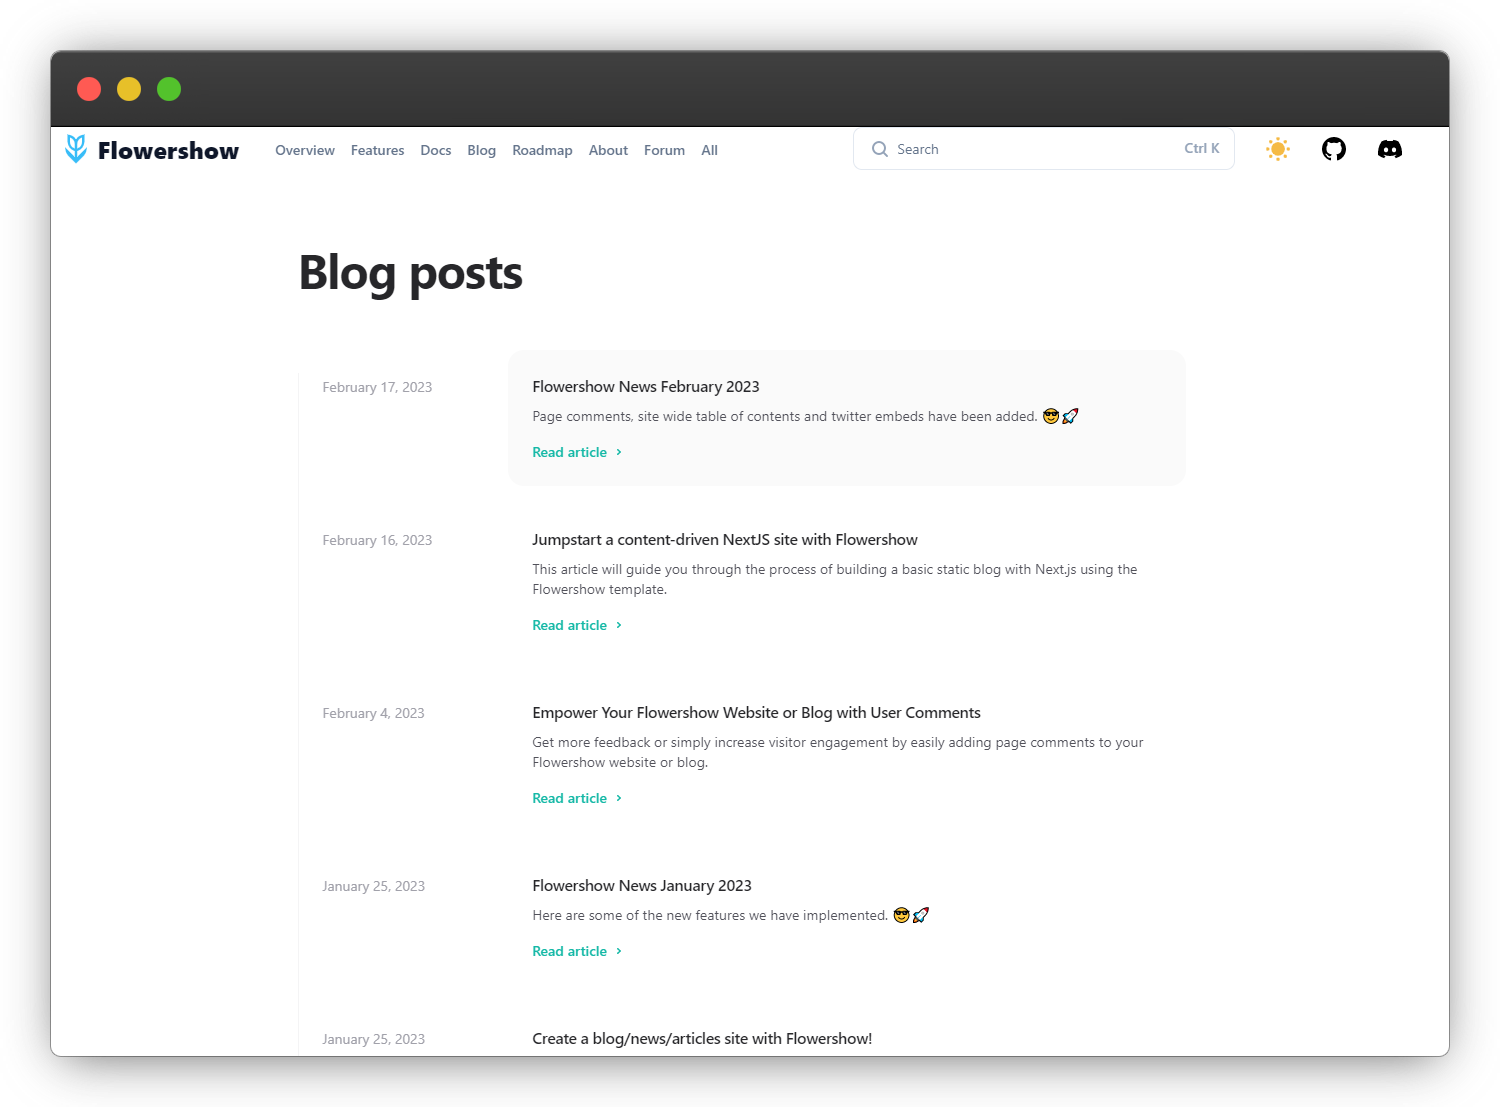 Flowershow
Overview Features Docs Blog Roadmap About Forum All
Search Ctrl K
Blog posts
February 17, 2023
Flowershow News February 2023
Page comments, site wide table of contents and twitter embeds have been added. 😎🚀
Read article
February 16, 2023
Jumpstart a content-driven NextJS site with Flowershow
This article will guide you through the process of building a basic static blog with Next.js using the
Flowershow template.
Read article
February 4, 2023
Empower Your Flowershow Website or Blog with User Comments
Get more feedback or simply increase visitor engagement by easily adding page comments to your
Flowershow website or blog.
Read article
January 25, 2023
Flowershow News January 2023
Here are some of the new features we have implemented. 😎🚀
Read article
January 25, 2023
Create a blog/news/articles site with Flowershow!